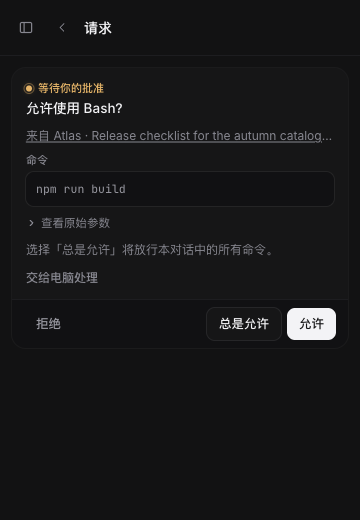 请求
等待你的批准
允许使用 Bash?
来自 Atlas · Release checklist for the autumn catalog...
命令
npm run build
查看原始参数
选择「总是允许」将放行本对话中的所有命令。
交给电脑处理
拒绝
总是允许
允许